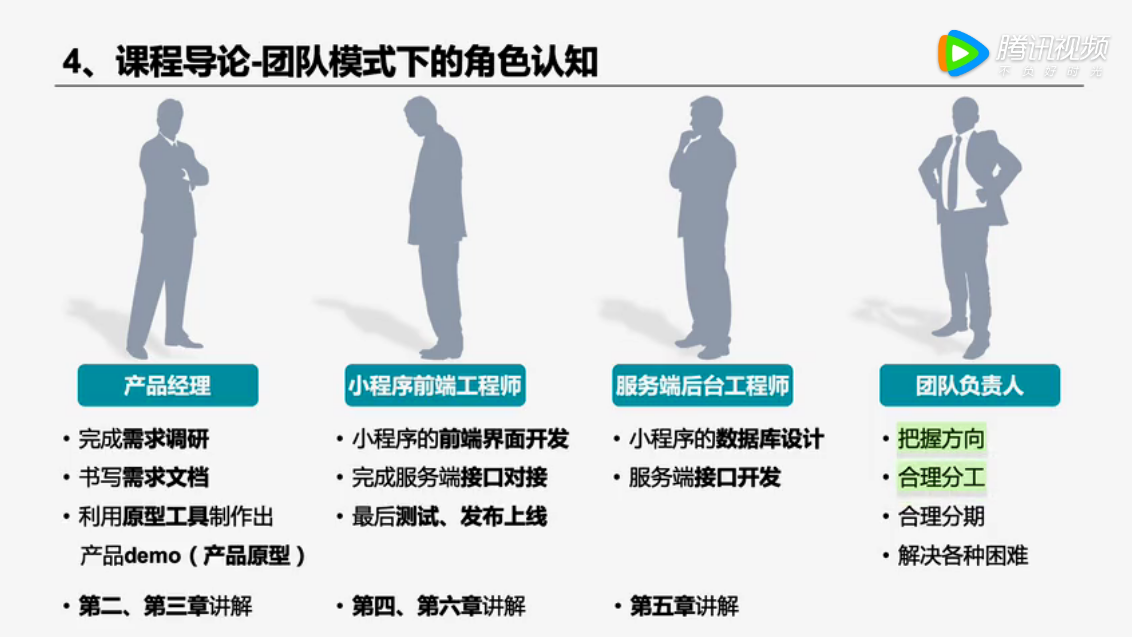 4、课程导论-团队模式下的角色认知
腾讯视频
不负好时光
产品经理
小程序前端工程师
服务端后台工程师
团队负责人
• 完成需求调研
• 书写需求文档
• 利用原型工具制作出
产品demo（产品原型）
• 第二、第三章讲解
• 小程序的前端界面开发
• 完成服务端接口对接
• 最后测试、发布上线
• 第四、第六章讲解
• 小程序的数据库设计
• 服务端接口开发
• 第五章讲解
• 把握方向
• 合理分工
• 合理分期
• 解决各种困难